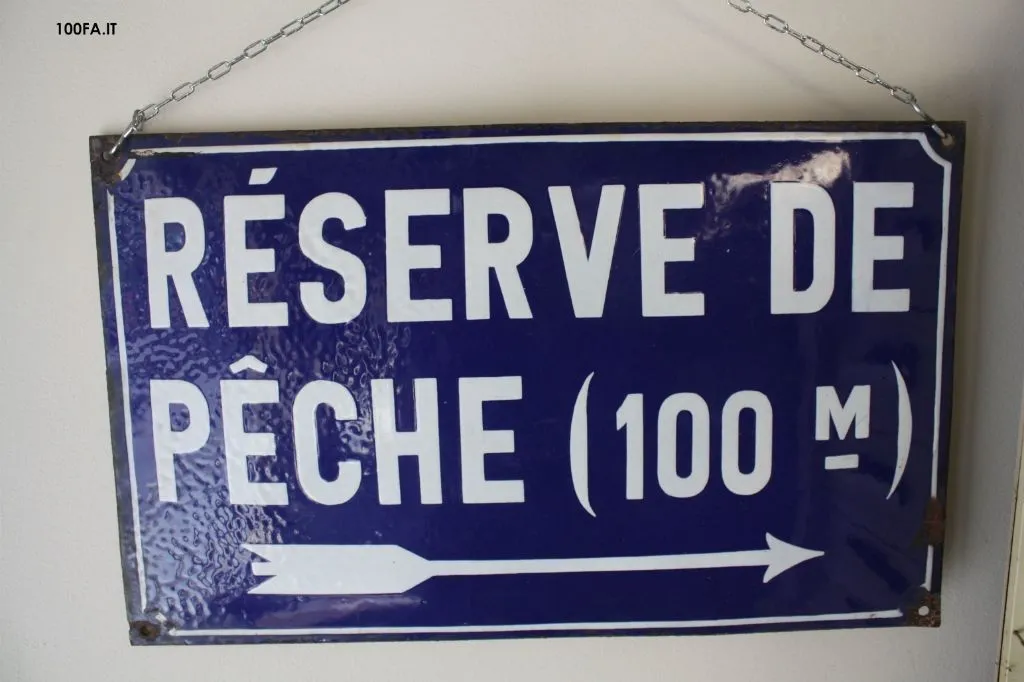 100FA.IT
RÉSERVE DE
PÊCHE (100 M)